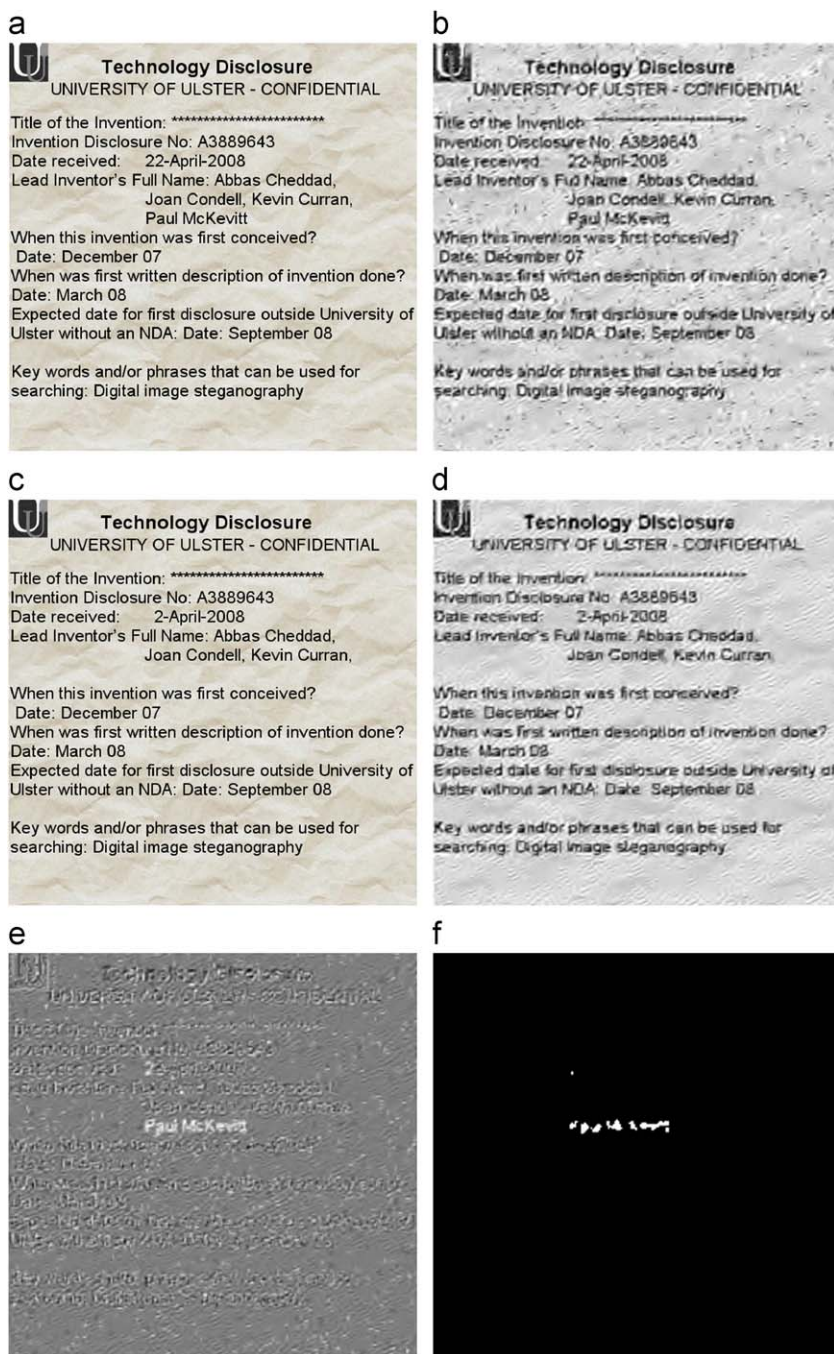 a
Technology Disclosure
UNIVERSITY OF ULSTER - CONFIDENTIAL
Title of the Invention: ************************
Invention Disclosure No: A3889643
Date received: 22-April-2008
Lead Inventor's Full Name: Abbas Cheddad,
Joan Condell, Kevin Curran,
Paul McKevitt
When this invention was first conceived?
Date: December 07
When was first written description of invention done?
Date: March 08
Expected date for first disclosure outside University of
Ulster without an NDA: Date: September 08
Key words and/or phrases that can be used for
searching: Digital image steganography
b
Technology Disclosure
UNIVERSITY OF ULSTER - CONFIDENTIAL
Title of the Invention: ************************
Invention Disclosure No: A3889643
Date received: 22-April-2008
Lead Inventor's Full Name: Abbas Cheddad,
Joan Condell, Kevin Curran,
Paul McKevitt
When this invention was first conceived?
Date: December 07
When was first written description of invention done?
Date: March 08
Expected date for first disclosure outside University of
Ulster without an NDA: Date: September 08
Key words and/or phrases that can be used for
searching: Digital image steganography
c
Technology Disclosure
UNIVERSITY OF ULSTER - CONFIDENTIAL
Title of the Invention: ************************
Invention Disclosure No: A3889643
Date received: 2-April-2008
Lead Inventor's Full Name: Abbas Cheddad,
Joan Condell, Kevin Curran,
When this invention was first conceived?
Date: December 07
When was first written description of invention done?
Date: March 08
Expected date for first disclosure outside University of
Ulster without an NDA: Date: September 08
Key words and/or phrases that can be used for
searching: Digital image steganography
d
Technology Disclosure
UNIVERSITY OF ULSTER - CONFIDENTIAL
Title of the Invention: ************************
Invention Disclosure No: A3889643
Date received: 2-April-2008
Lead Inventor's Full Name: Abbas Cheddad,
Joan Condell, Kevin Curran,
When this invention was first conceived?
Date: December 07
When was first written description of invention done?
Date: March 08
Expected date for first disclosure outside University of
Ulster without an NDA: Date: September 08
Key words and/or phrases that can be used for
searching: Digital image steganography
e
Technology Disclosure
UNIVERSITY OF ULSTER - CONFIDENTIAL
Paul McKevitt
f